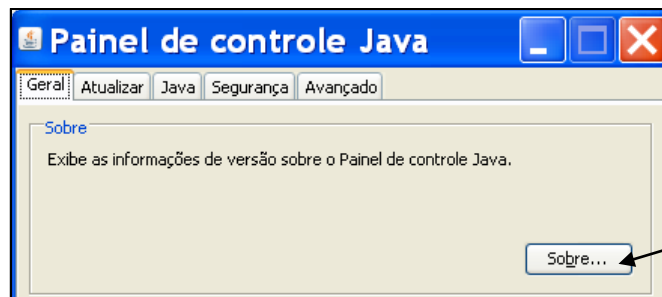 Painel de controle Java
Geral Atualizar Java Segurança Avançado
Sobre
Exibe as informações de versão sobre o Painel de controle Java.
Sobre...